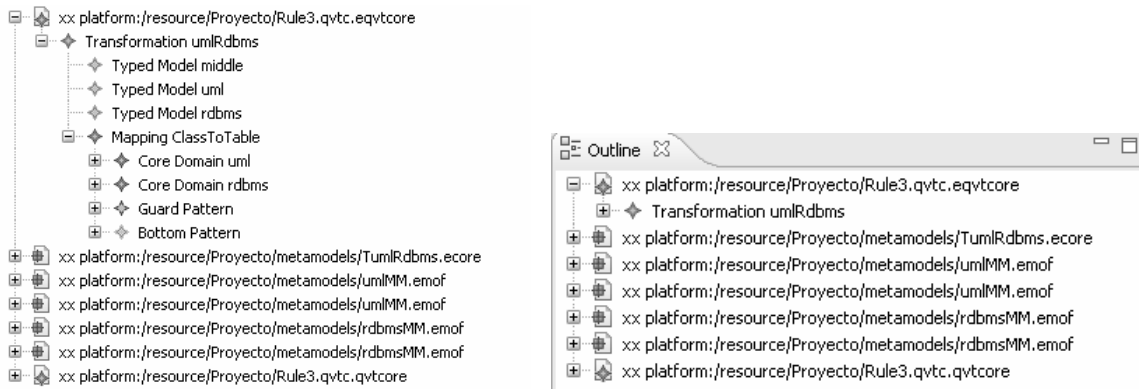 xx platform:/resource/Proyecto/Rule3.qvtc.eqvtcore
Transformation umlRdbms
Typed Model middle
Typed Model uml
Typed Model rdbms
Mapping ClassToTable
Core Domain uml
Core Domain rdbms
Guard Pattern
Bottom Pattern
xx platform:/resource/Proyecto/metamodels/TumlRdbms.ecore
xx platform:/resource/Proyecto/metamodels/umlMM.emof
xx platform:/resource/Proyecto/metamodels/umlMM.emof
xx platform:/resource/Proyecto/metamodels/rdbmsMM.emof
xx platform:/resource/Proyecto/metamodels/rdbmsMM.emof
xx platform:/resource/Proyecto/Rule3.qvtc.qvtcore
Outline
xx platform:/resource/Proyecto/Rule3.qvtc.eqvtcore
Transformation umlRdbms
xx platform:/resource/Proyecto/metamodels/TumlRdbms.ecore
xx platform:/resource/Proyecto/metamodels/umlMM.emof
xx platform:/resource/Proyecto/metamodels/umlMM.emof
xx platform:/resource/Proyecto/metamodels/rdbmsMM.emof
xx platform:/resource/Proyecto/metamodels/rdbmsMM.emof
xx platform:/resource/Proyecto/Rule3.qvtc.qvtcore